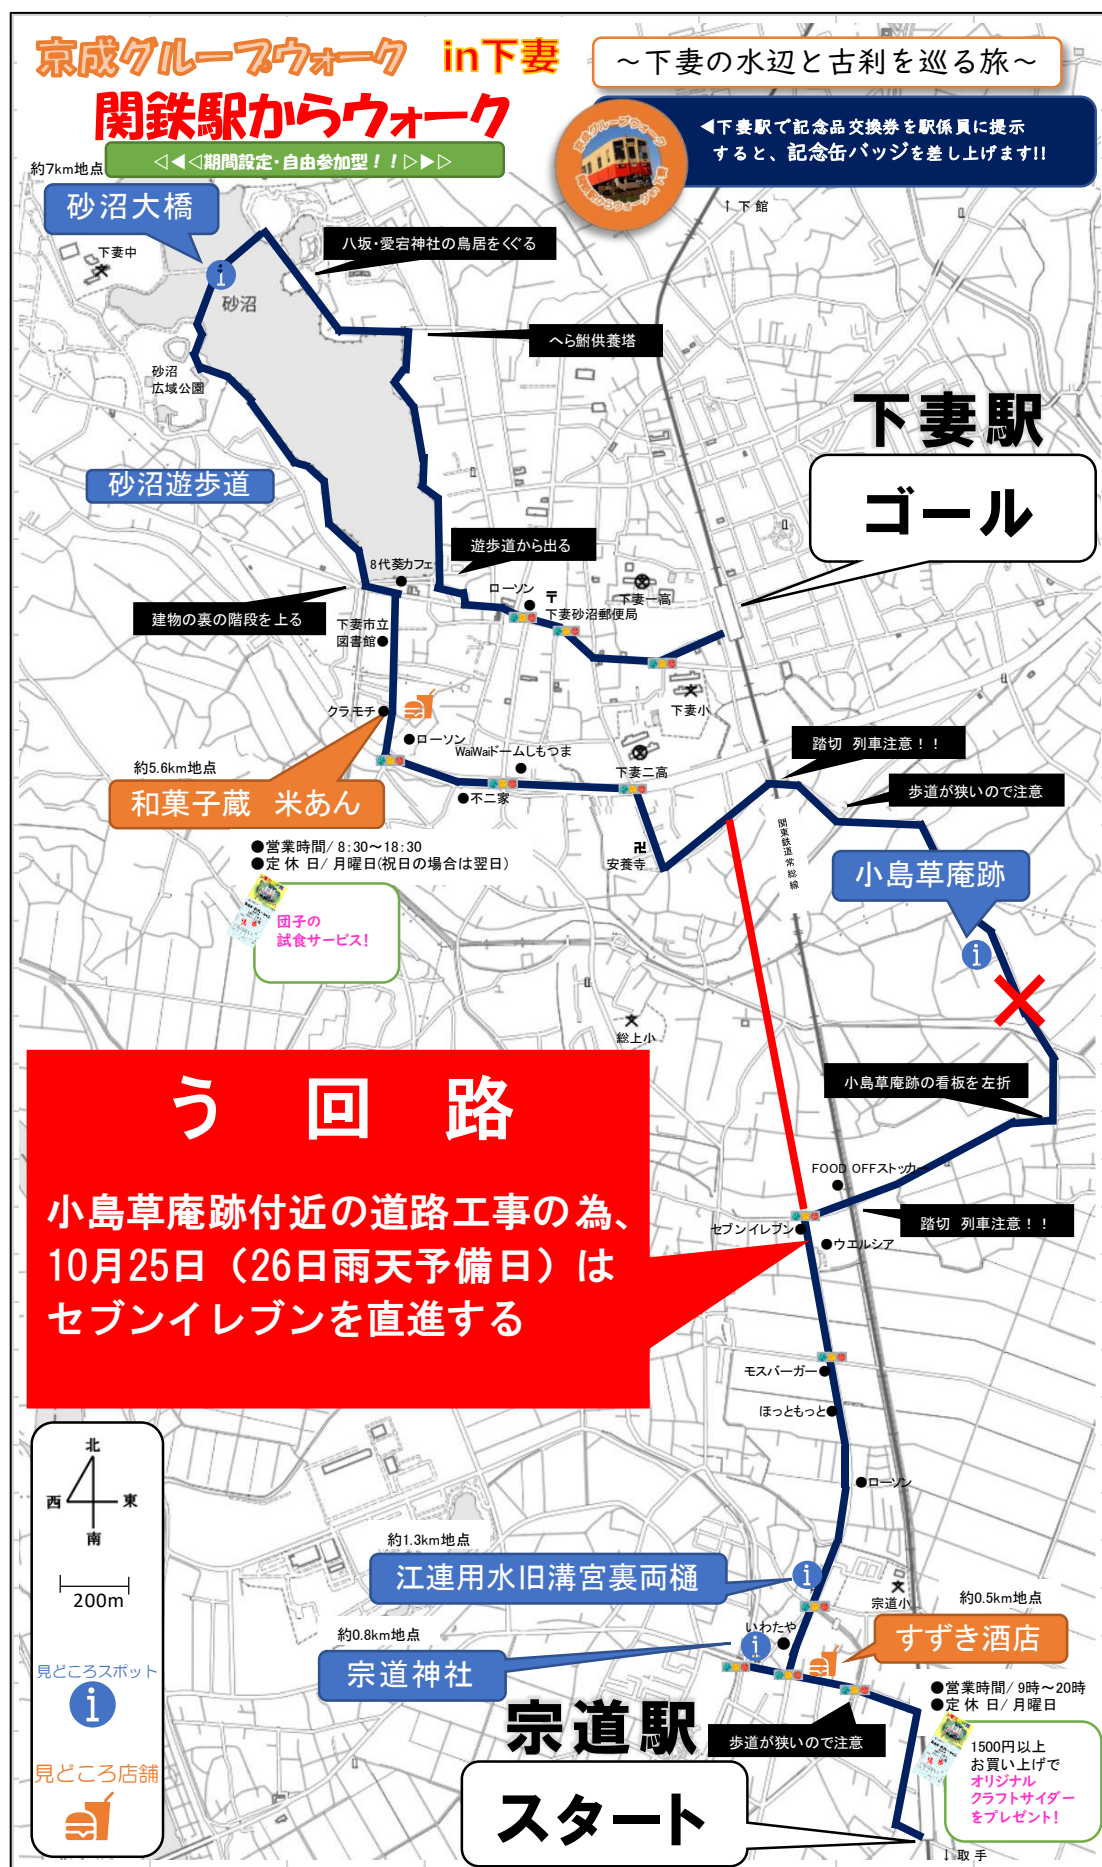 京成グループウォーク in下妻
～下妻の水辺と古刹を巡る旅～
関鉄駅からウォーク
◁◀◁期間設定・自由参加型！！▷▶▷
◀下妻駅で記念品交換券を駅係員に提示
すると、記念缶バッジを差し上げます!!
京成グループウォーク
約7km地点
砂沼大橋
↑下館
下妻中
八坂・愛宕神社の鳥居をくぐる
砂沼
へら鮒供養塔
砂沼
広域公園
下妻駅
ゴール
砂沼遊歩道
遊歩道から出る
8代葵カフェ
ローソン
下妻一高
下妻砂沼郵便局
建物の裏の階段を上る
下妻市立
図書館●
下妻小
クラモチ
●ローソン
WaiWaiドームしもつま
踏切 列車注意！！
約5.6km地点
下妻二高
和菓子蔵 米あん
●不二家
歩道が狭いので注意
●営業時間/8:30～18:30
●定休日/月曜日(祝日の場合は翌日)
安養寺
関東鉄道常総線
小島草庵跡
団子の
試食サービス!
総上小
う回路
小島草庵跡付近の道路工事の為、
10月25日（26日雨天予備日）は
セブンイレブンを直進する
小島草庵跡の看板を左折
FOOD OFFストッカー
踏切 列車注意！！
セブンイレブン
●ウエルシア
モスバーガー
ほっともっと
●ローソン
北
西
東
南
200m
約1.3km地点
江連用水旧溝宮裏両樋
宗道小
約0.5km地点
約0.8km地点
いわたや
すずき酒店
宗道神社
見どころスポット
●営業時間/9時～20時
●定休日/月曜日
宗道駅
歩道が狭いので注意
スタート
1500円以上
お買い上げで
オリジナル
クラフトサイダー
をプレゼント!
見どころ店舗
↓取手